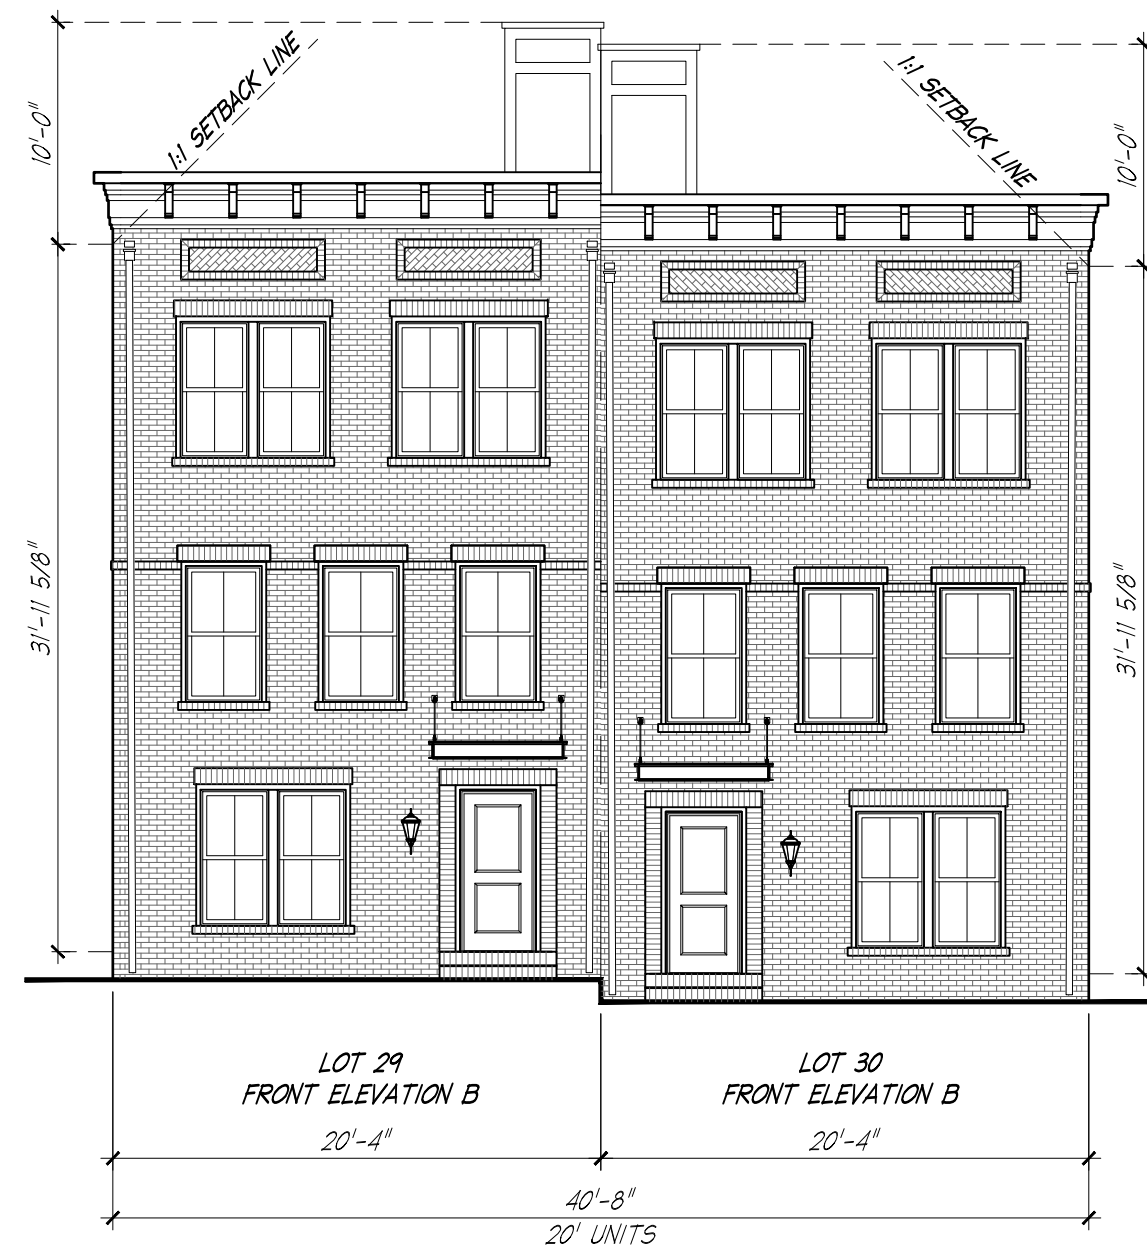 1:1 SETBACK LINE
1:1 SETBACK LINE
10'-0"
10'-0"
31'-11 5/8"
31'-11 5/8"
LOT 29
FRONT ELEVATION B
LOT 30
FRONT ELEVATION B
20'-4"
20'-4"
40'-8"
20' UNITS